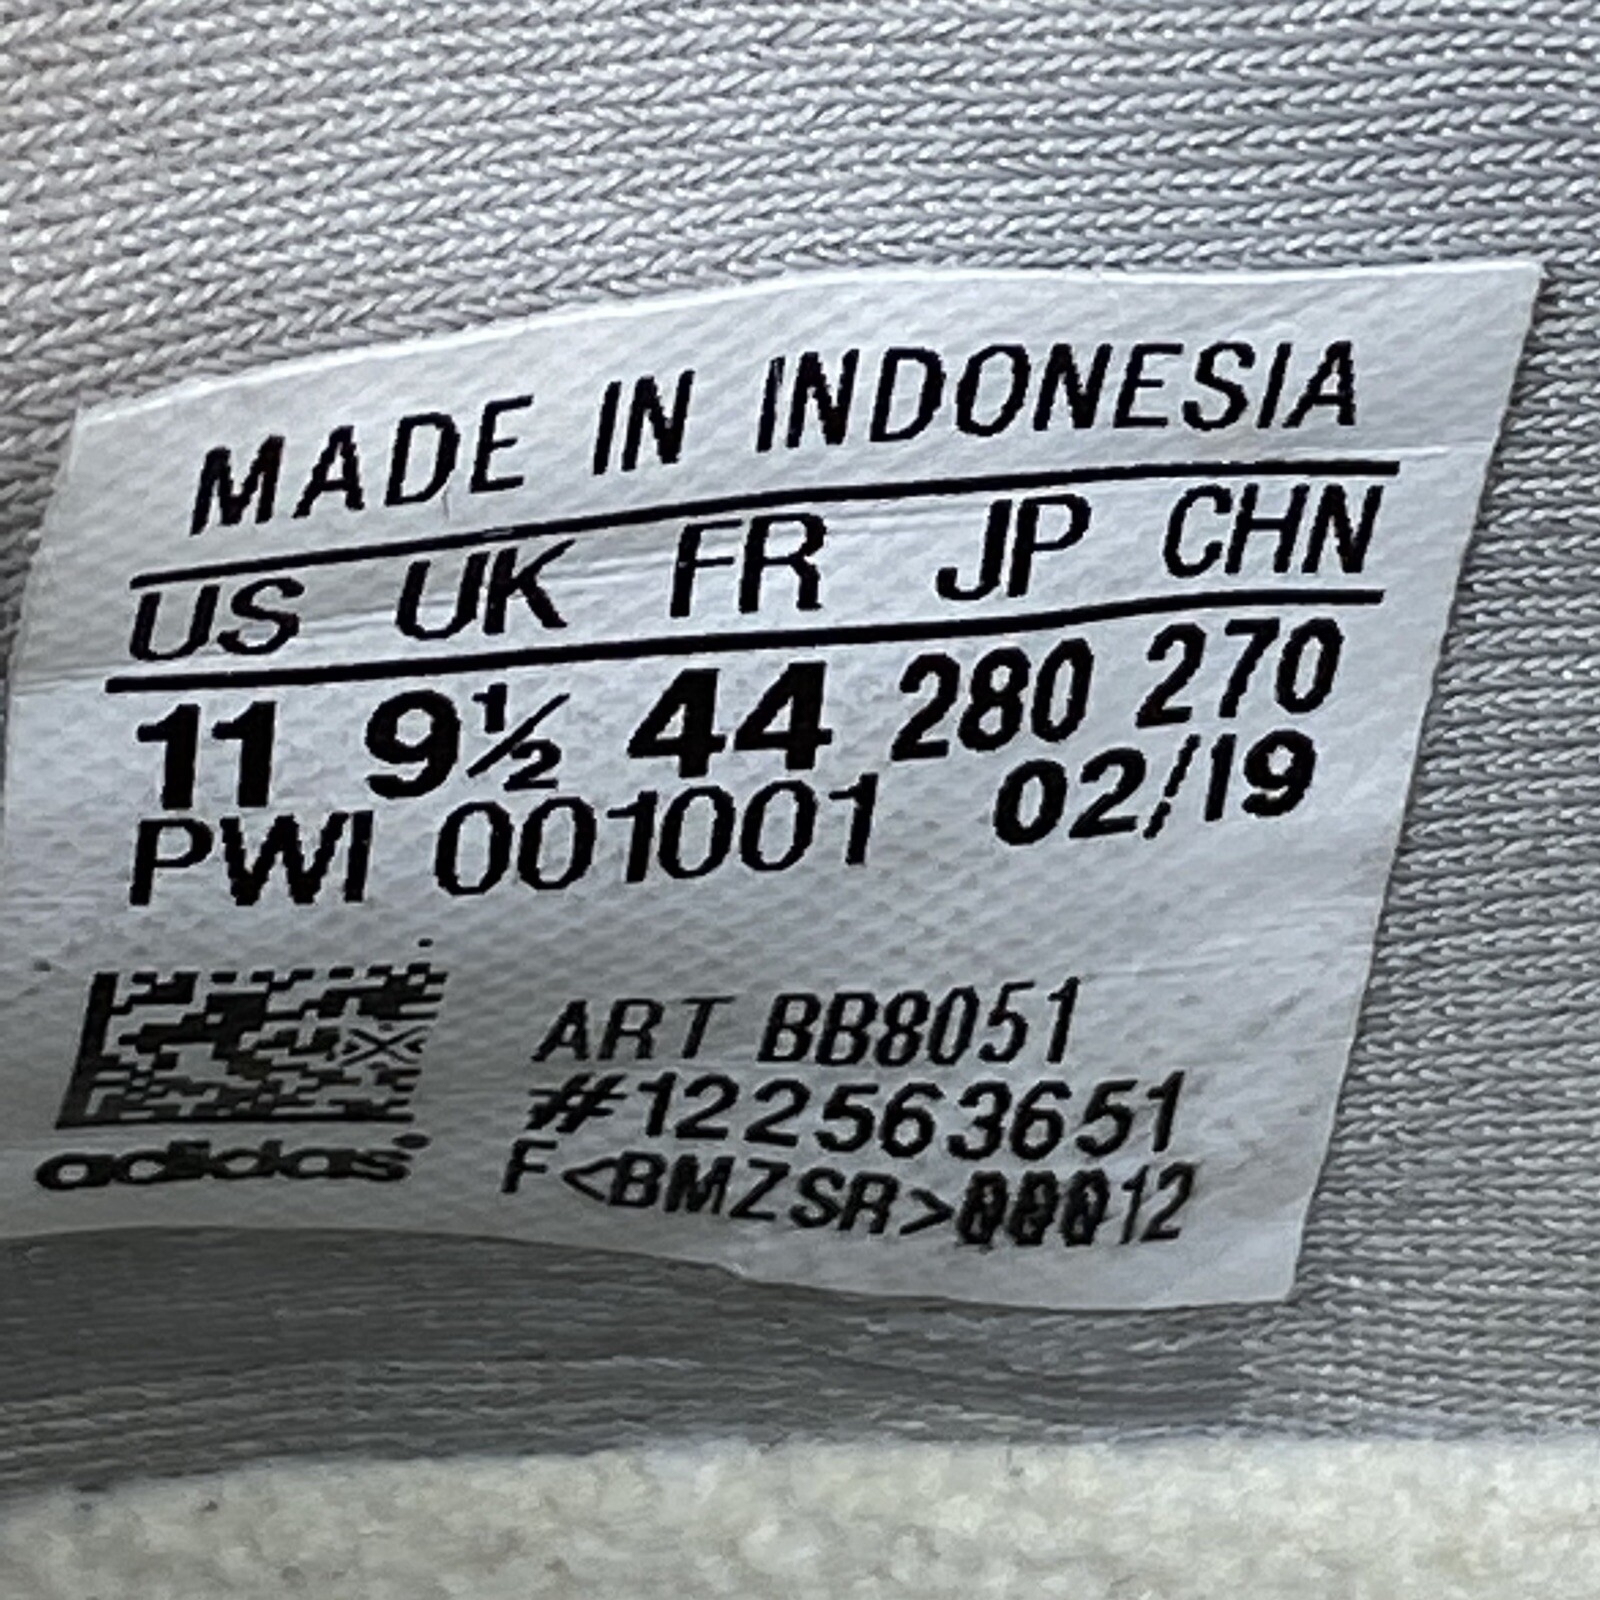 MADE IN INDONESIA
US UK FR JP CHN
11 9½ 44 280 270
PWI 001001 02/19
ART BB8051
#122563651
adidas
F<BMZSR>00012